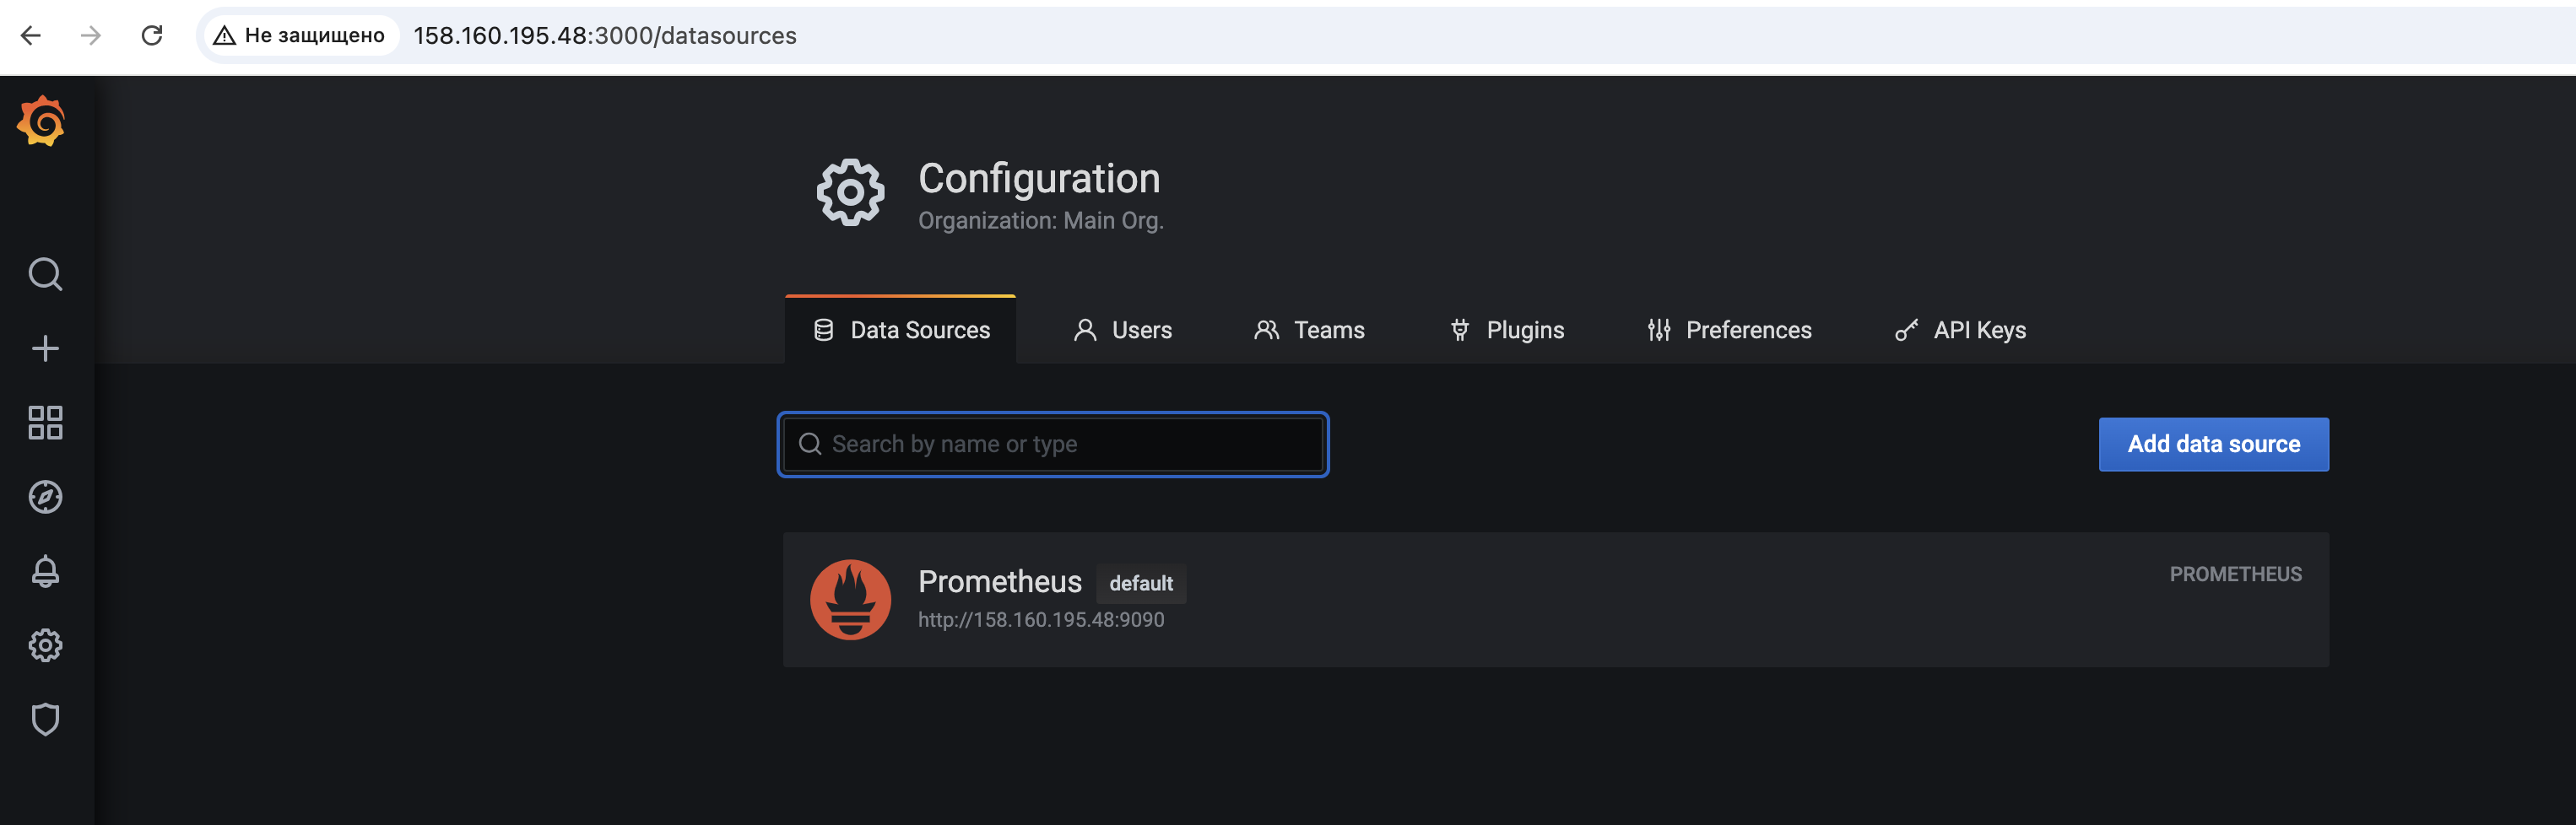 Не защищено 158.160.195.48:3000/datasources
Configuration
Organization: Main Org.
Data Sources Users Teams Plugins Preferences API Keys
Search by name or type Add data source
Prometheus default PROMETHEUS
http://158.160.195.48:9090